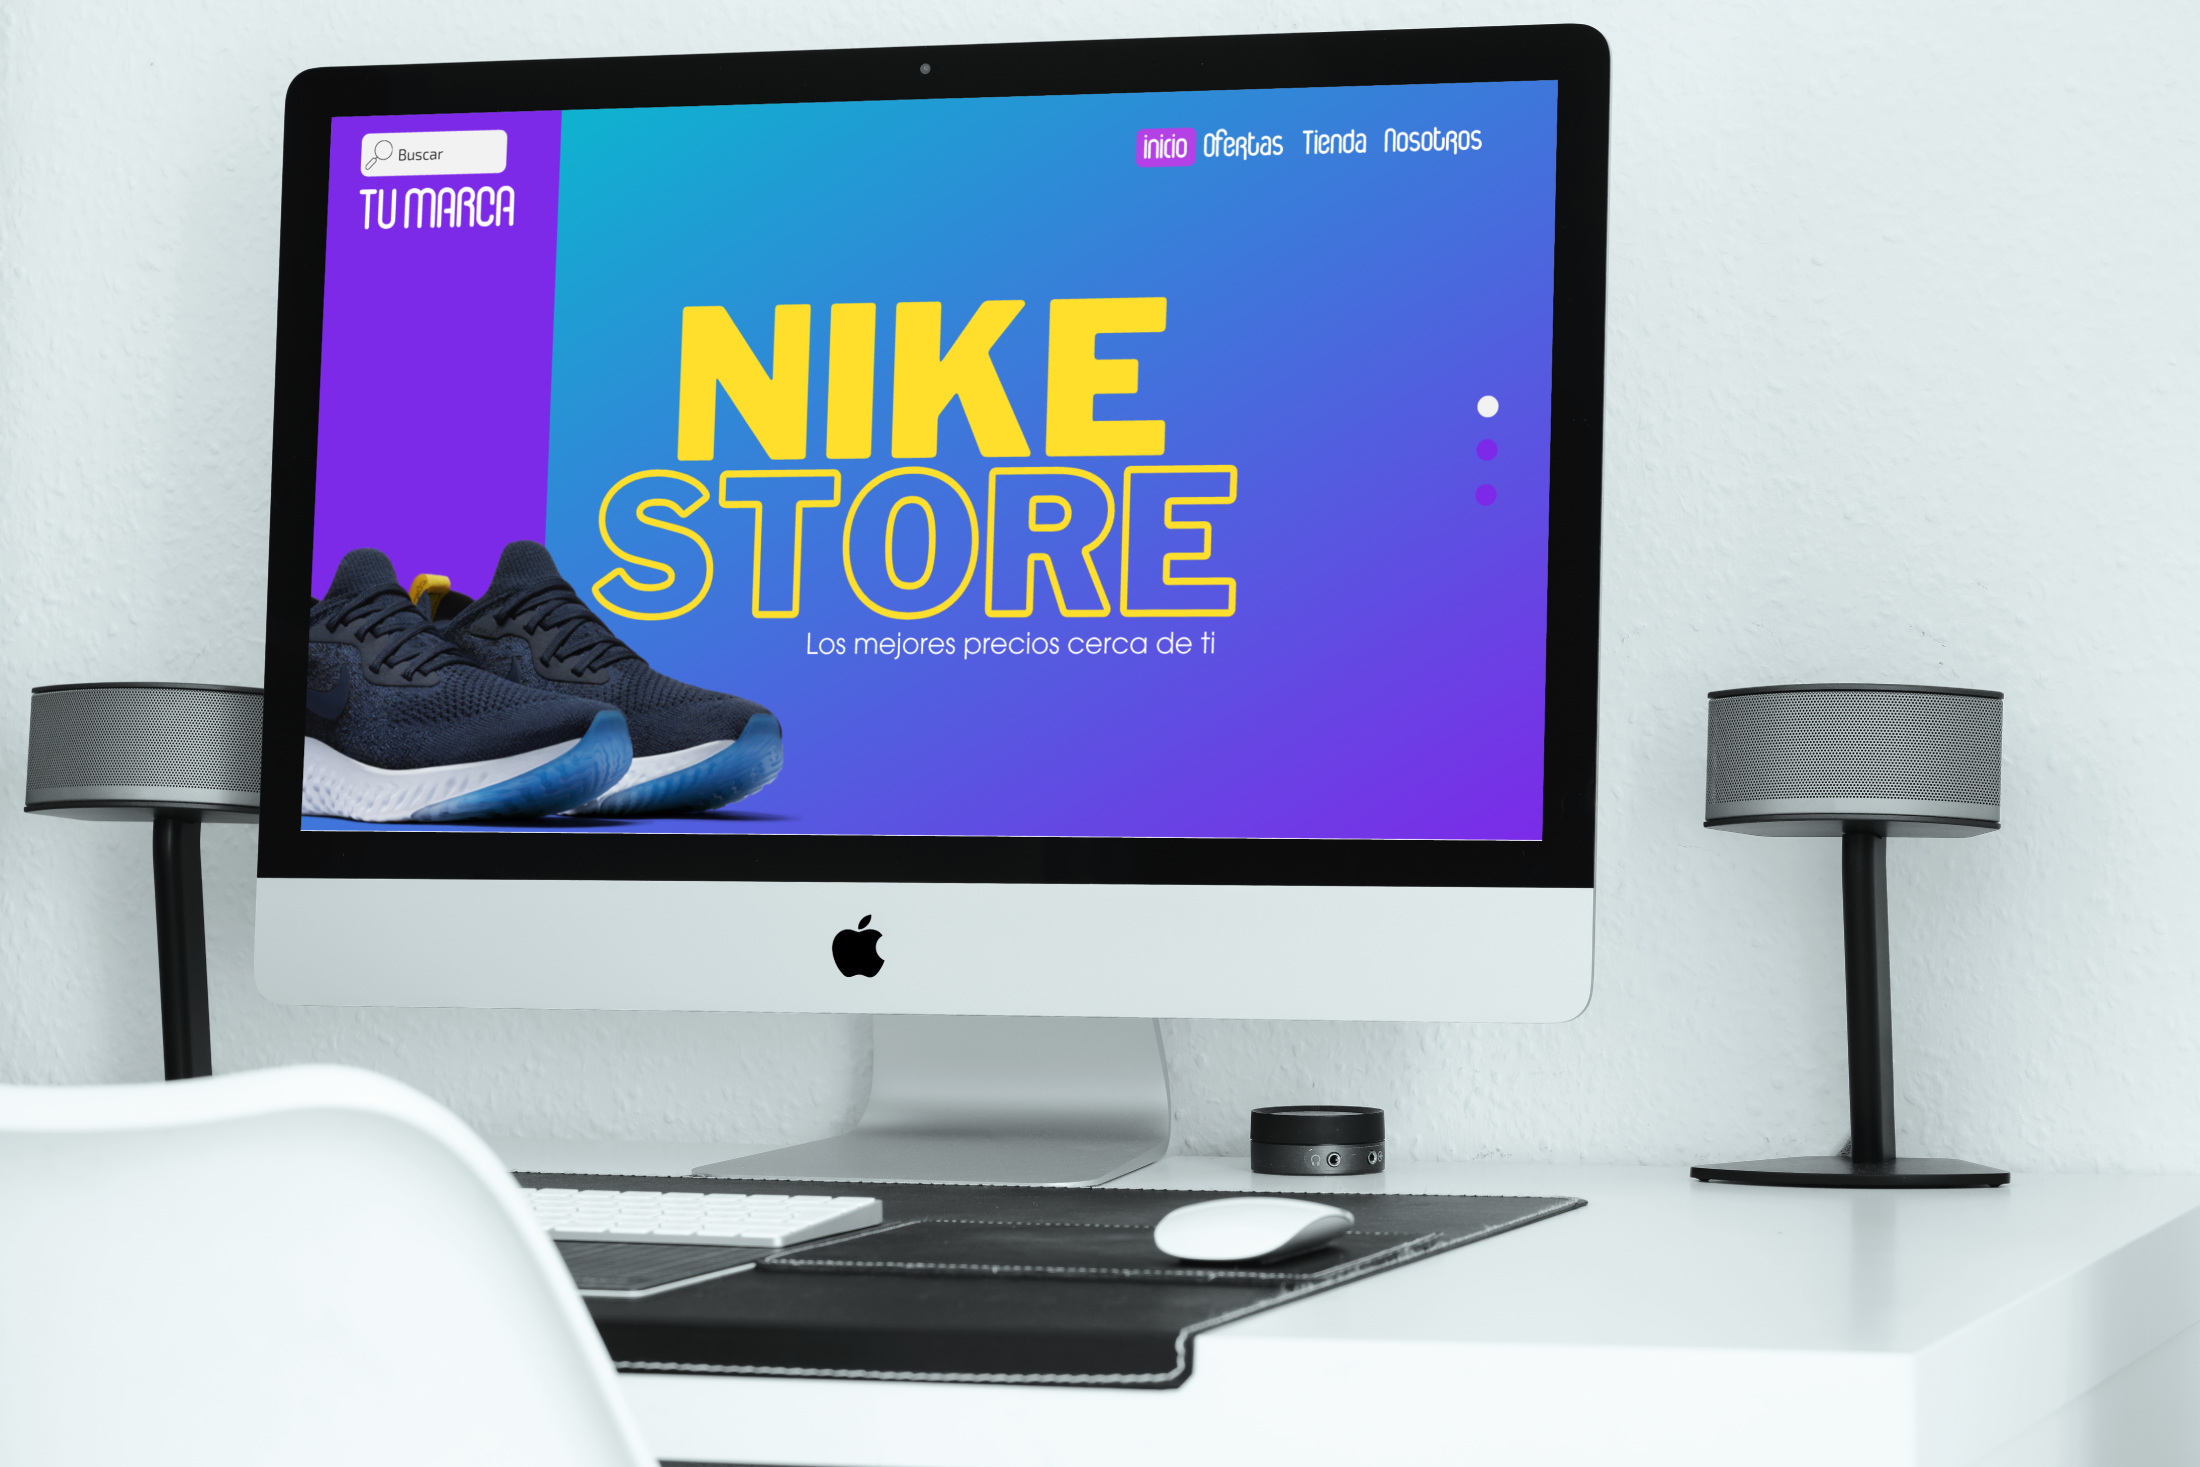 Buscar
TU MARCA
inicio Ofertas Tienda Nosotros
NIKE
STORE
Los mejores precios cerca de ti